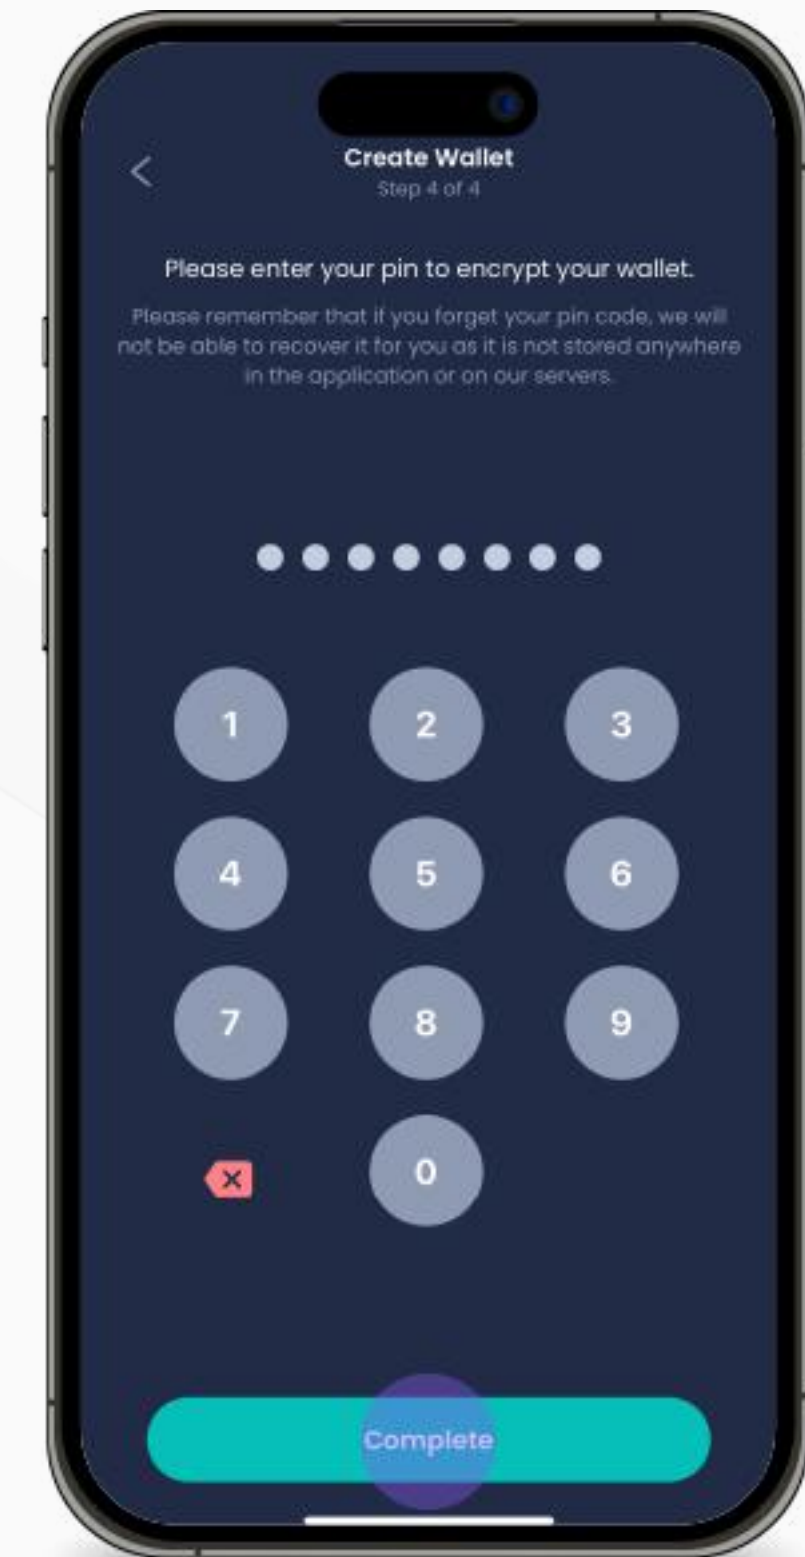 Create Wallet
Step 4 of 4
Please enter your pin to encrypt your wallet.
Please remember that if you forget your pin code, we will
not be able to recover it for you as it is not stored anywhere
in the application or on our servers.
1 2 3
4 5 6
7 8 9
0
Complete